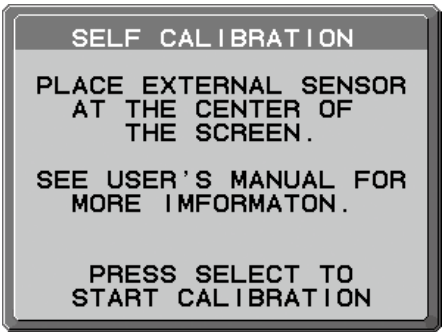 SELF CALIBRATION
PLACE EXTERNAL SENSOR
AT THE CENTER OF
THE SCREEN.
SEE USER'S MANUAL FOR
MORE IMFORMATON.
PRESS SELECT TO
START CALIBRATION